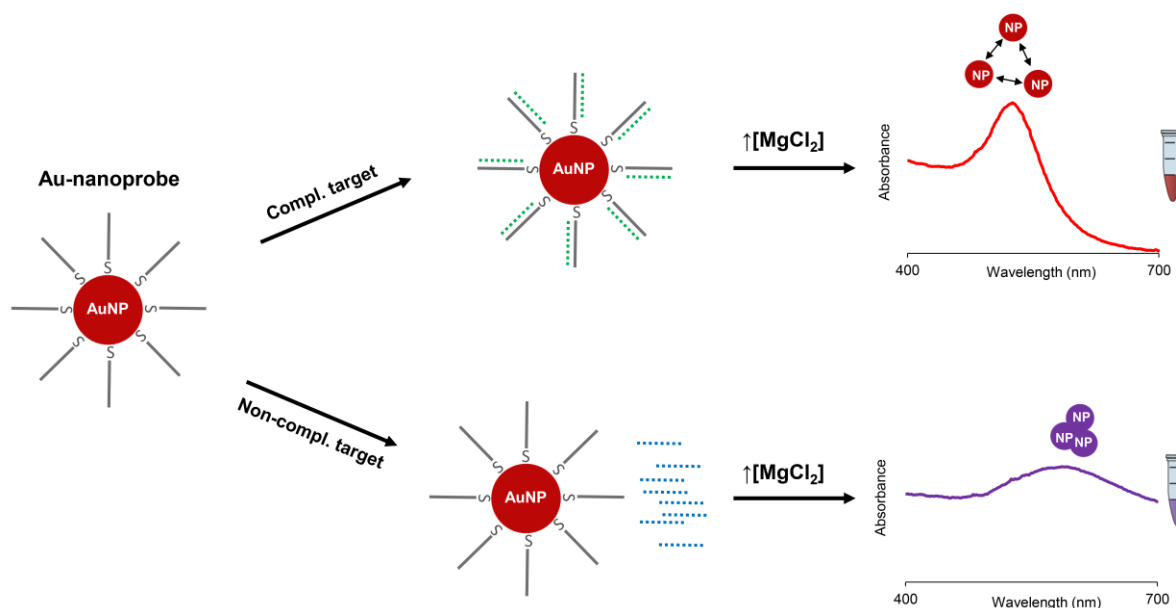 Au-nanoprobe
S
S
S
S
S
S
S
S
AuNP
Compl. target
S
S
S
S
S
S
S
S
AuNP
↑[MgCl₂]
NP
NP
NP
Absorbance
400
Wavelength (nm)
700
Non-compl. target
S
S
S
S
S
S
S
S
AuNP
↑[MgCl₂]
NP
NP
NP
Absorbance
400
Wavelength (nm)
700